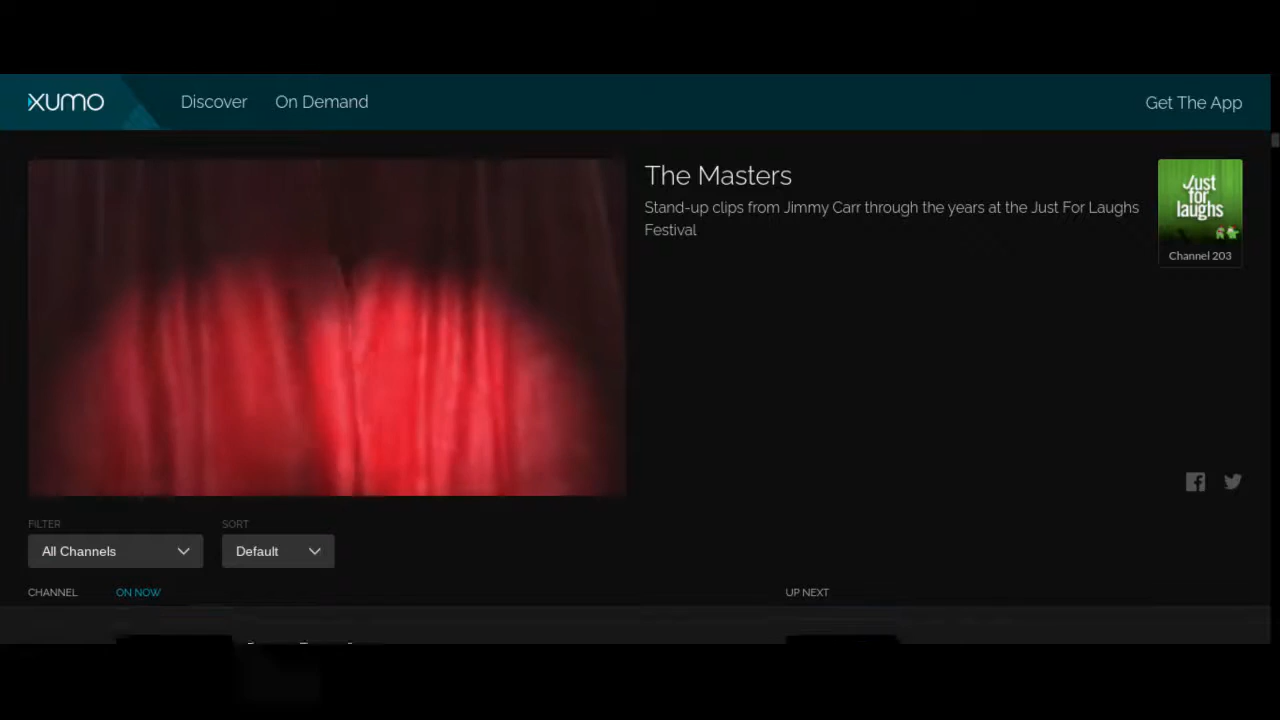 XUMO
Discover
On Demand
Get The App
The Masters
Stand-up clips from Jimmy Carr through the years at the Just For Laughs
Festival
Just
for
laughs
Channel 203
FILTER
SORT
All Channels
Default
CHANNEL
ON NOW
UP NEXT